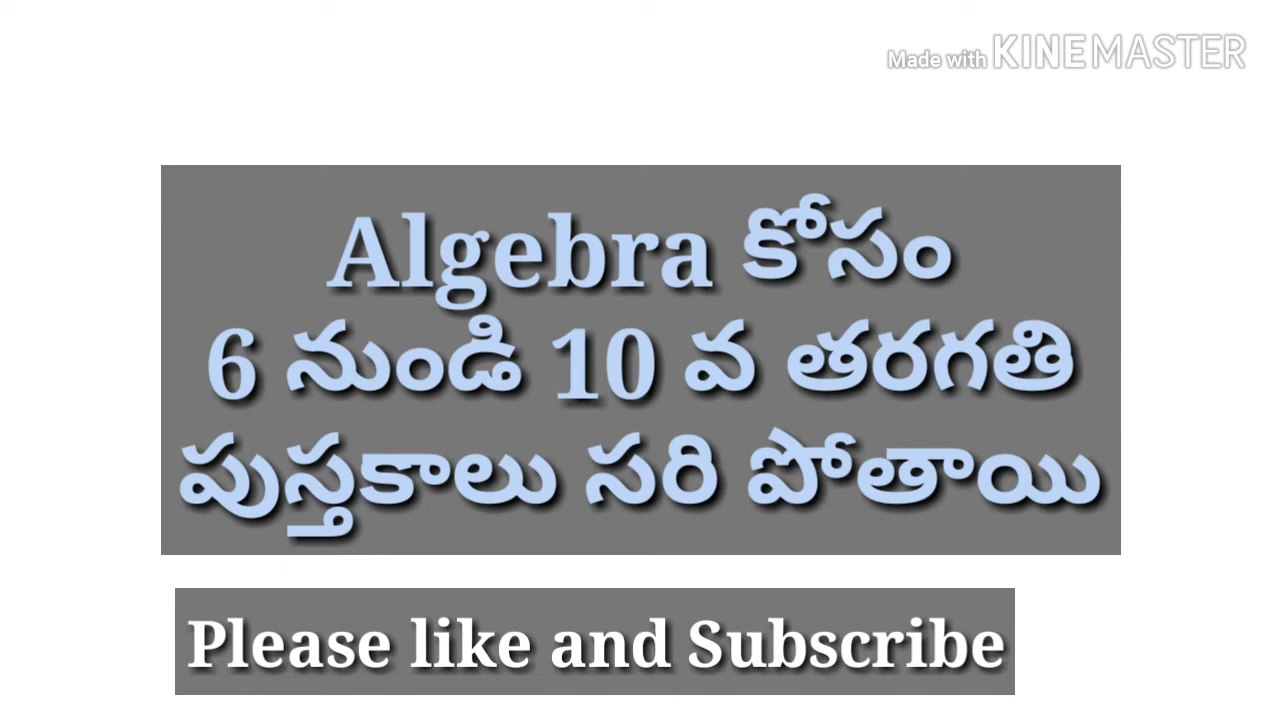 Made with KINEMASTER
Algebra కోసం
6 నుండి 10 వ తరగతి
పుస్తకాలు సరి పోతాయి
Please like and Subscribe